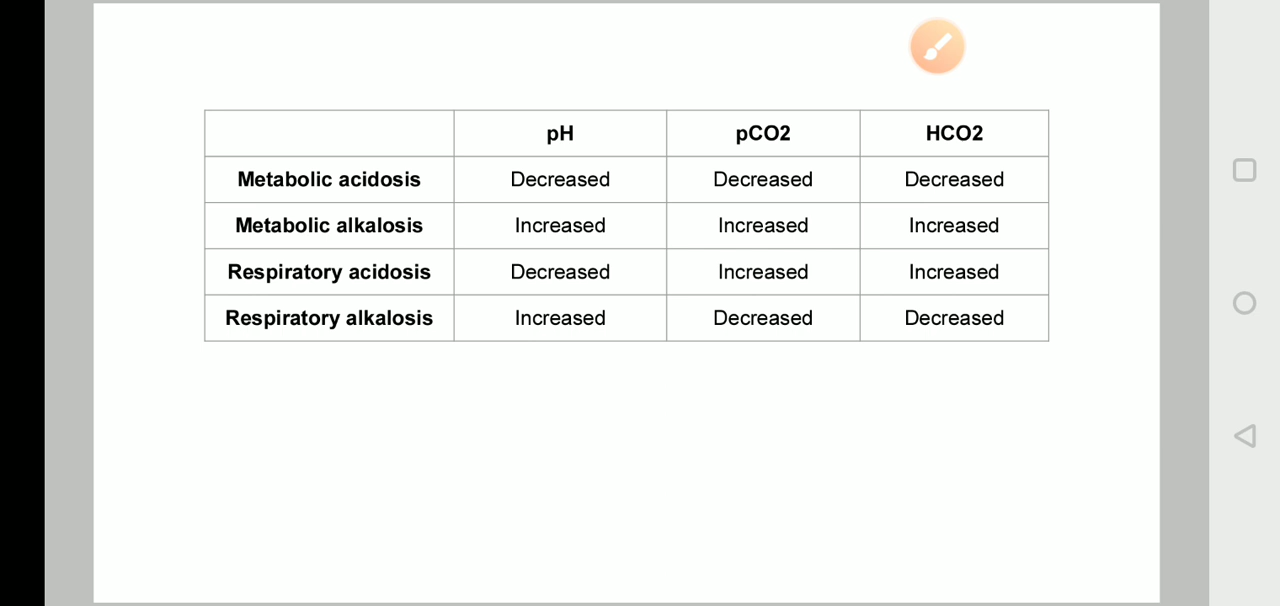 pH pCO2 HCO2
Metabolic acidosis Decreased Decreased Decreased
Metabolic alkalosis Increased Increased Increased
Respiratory acidosis Decreased Increased Increased
Respiratory alkalosis Increased Decreased Decreased